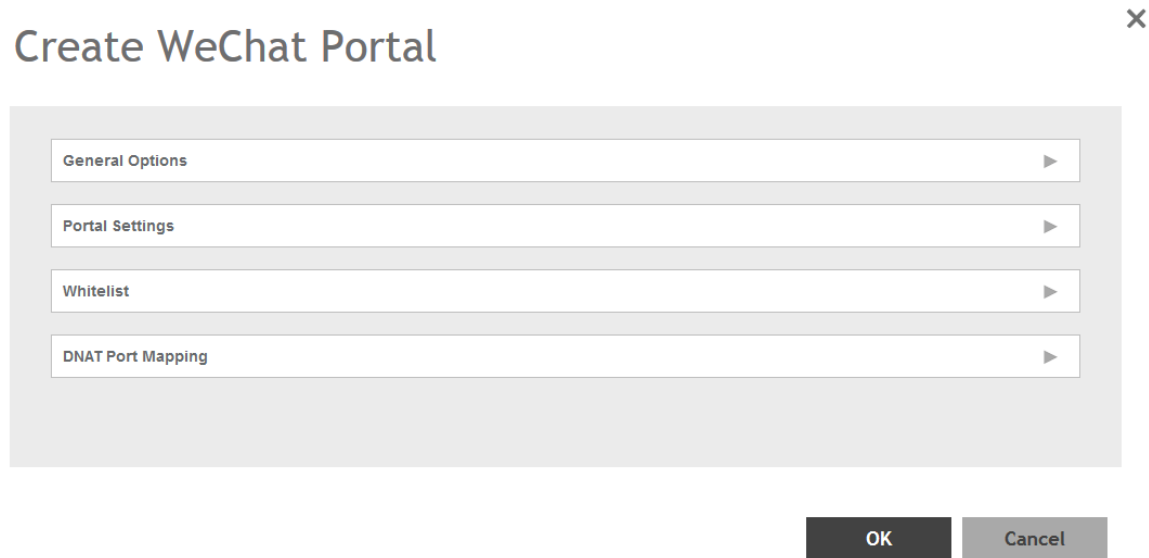 Create WeChat Portal
General Options
Portal Settings
Whitelist
DNAT Port Mapping
OK
Cancel